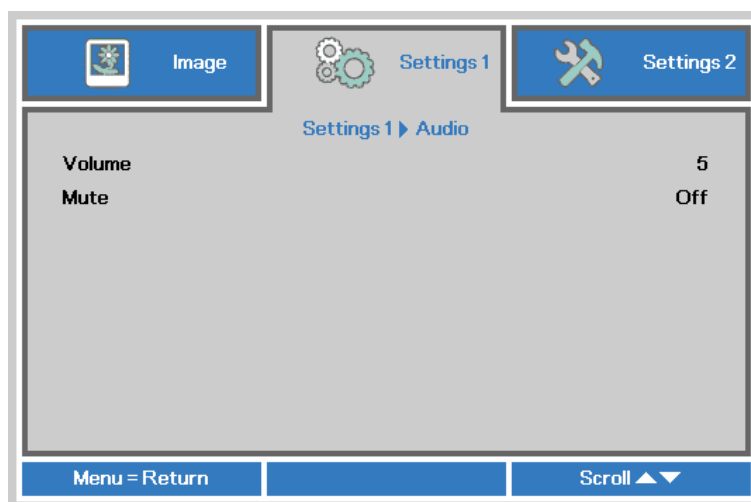 Image Settings 1 Settings 2
Settings 1 ▶ Audio
Volume 5
Mute Off
Menu = Return Scroll ▲▼